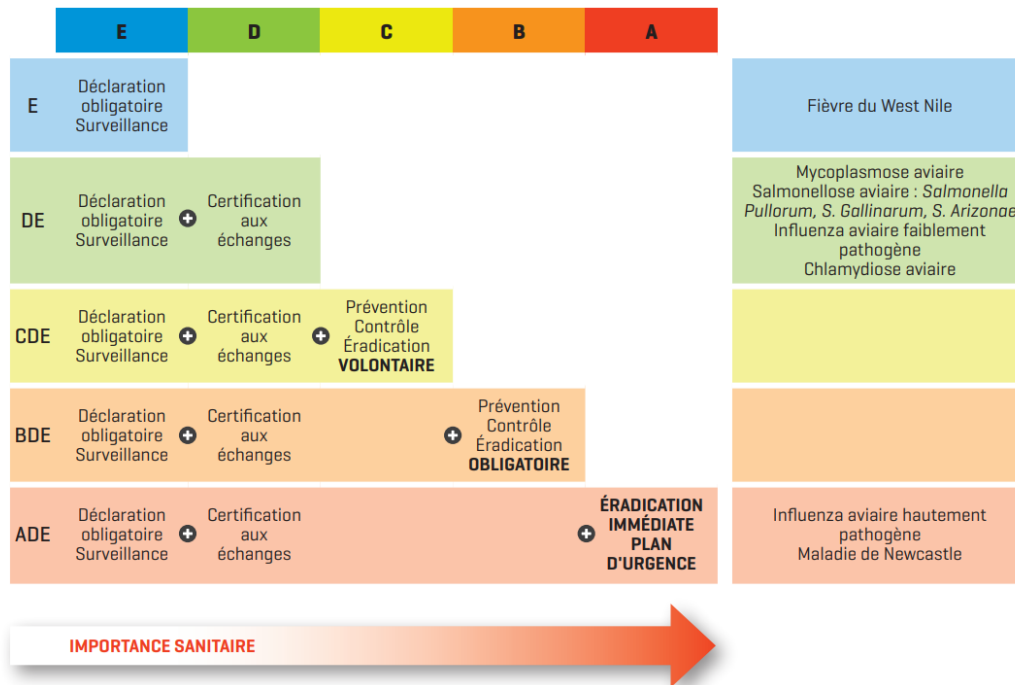 E D C B A
E
Déclaration
obligatoire
Surveillance
Fièvre du West Nile
DE
Déclaration
obligatoire
Surveillance
+
Certification
aux
échanges
Mycoplasmose aviaire
Salmonellose aviaire : Salmonella
Pullorum, S. Gallinarum, S. Arizonae
Influenza aviaire faiblement
pathogène
Chlamydiose aviaire
CDE
Déclaration
obligatoire
Surveillance
+
Certification
aux
échanges
+
Prévention
Contrôle
Éradication
VOLONTAIRE
BDE
Déclaration
obligatoire
Surveillance
+
Certification
aux
échanges
+
Prévention
Contrôle
Éradication
OBLIGATOIRE
ADE
Déclaration
obligatoire
Surveillance
+
Certification
aux
échanges
+
ÉRADICATION
IMMÉDIATE
PLAN
D'URGENCE
Influenza aviaire hautement
pathogène
Maladie de Newcastle
IMPORTANCE SANITAIRE